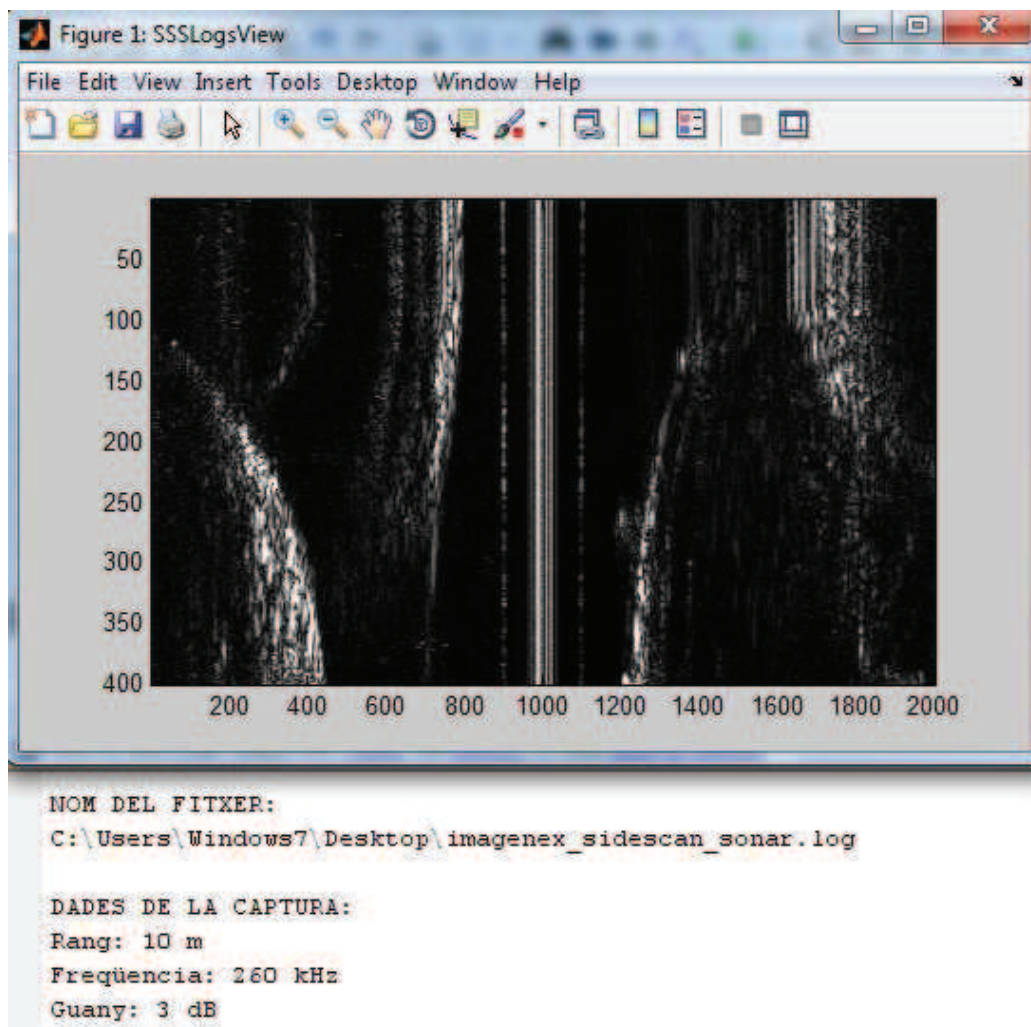 Figure 1: SSSLogsView
File Edit View Insert Tools Desktop Window Help
50
100
150
200
250
300
350
400
200 400 600 800 1000 1200 1400 1600 1800 2000
NOM DEL FITXER:
C:\Users\Windows7\Desktop\imagenex_sidescan_sonar.log
DADES DE LA CAPTURA:
Rang: 10 m
Freqüencia: 260 kHz
Guany: 3 dB